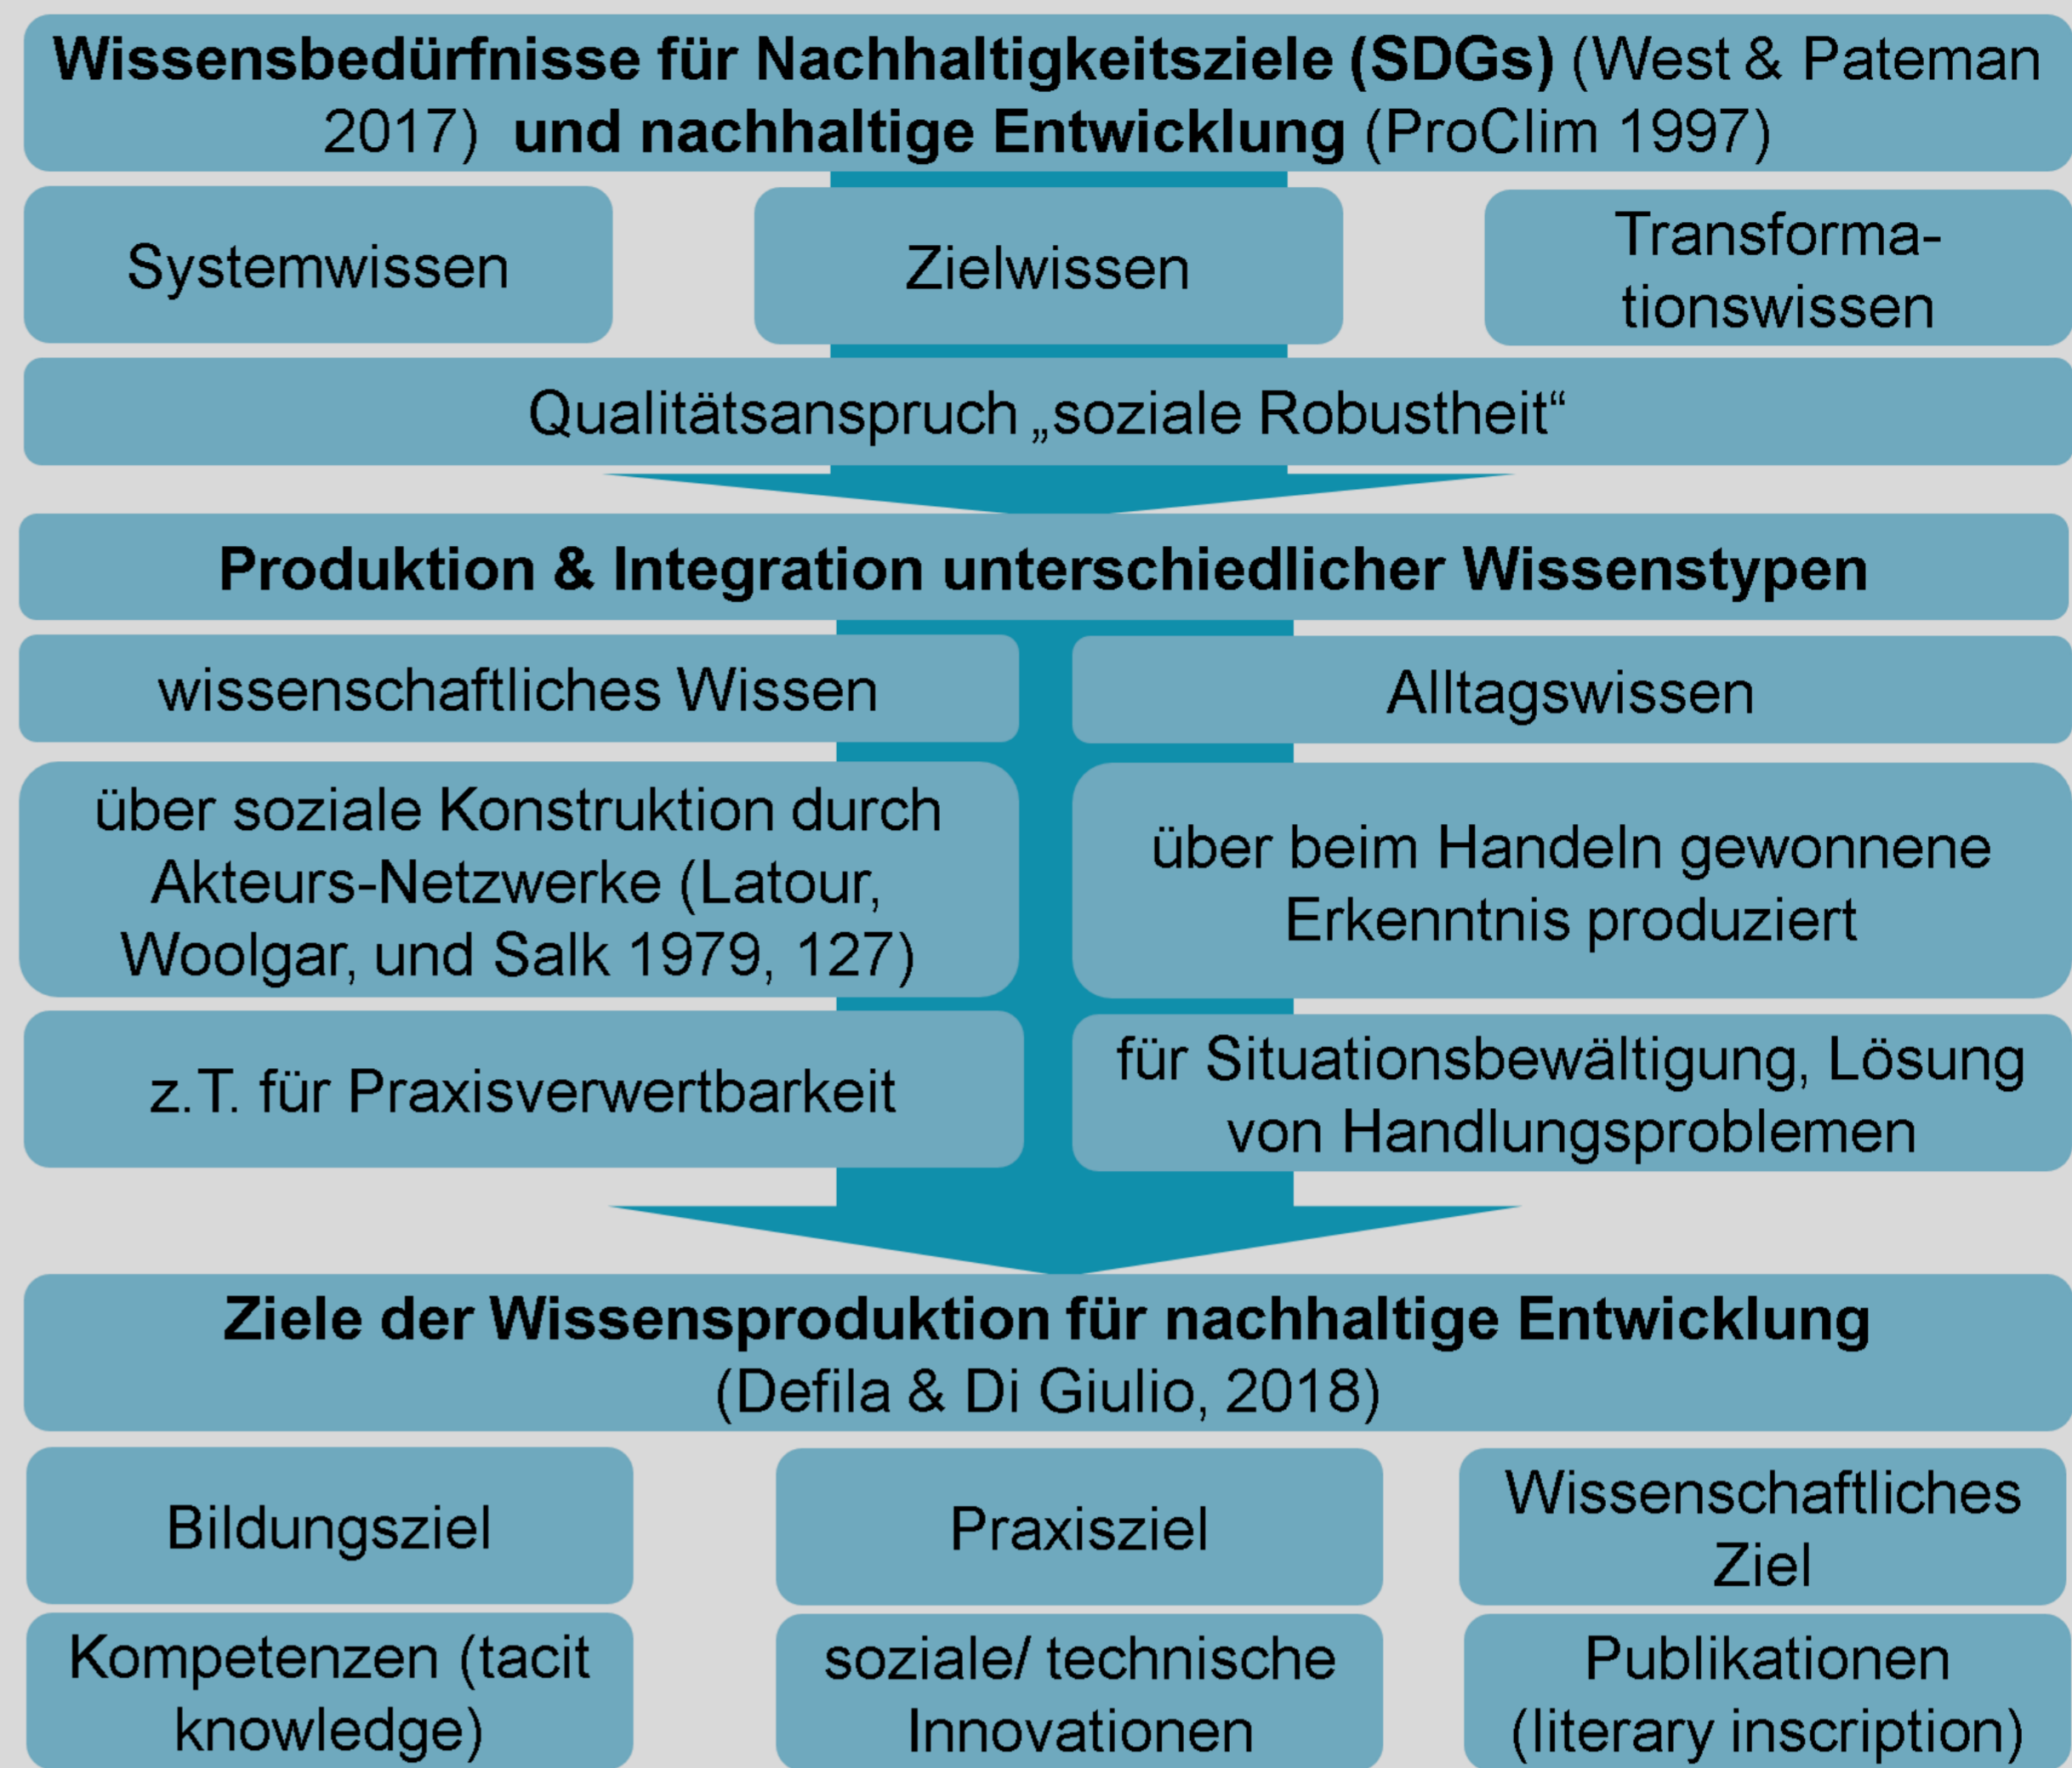 Wissensbedürfnisse für Nachhaltigkeitsziele (SDGs) (West & Pateman
2017) und nachhaltige Entwicklung (ProClim 1997)
Systemwissen
Zielwissen
Transforma-
tionswissen
Qualitätsanspruch „soziale Robustheit“
Produktion & Integration unterschiedlicher Wissenstypen
wissenschaftliches Wissen
Alltagswissen
über soziale Konstruktion durch
Akteurs-Netzwerke (Latour,
Woolgar, und Salk 1979, 127)
über beim Handeln gewonnene
Erkenntnis produziert
z.T. für Praxisverwertbarkeit
für Situationsbewältigung, Lösung
von Handlungsproblemen
Ziele der Wissensproduktion für nachhaltige Entwicklung
(Defila & Di Giulio, 2018)
Bildungsziel
Praxisziel
Wissenschaftliches
Ziel
Kompetenzen (tacit
knowledge)
soziale/ technische
Innovationen
Publikationen
(literary inscription)